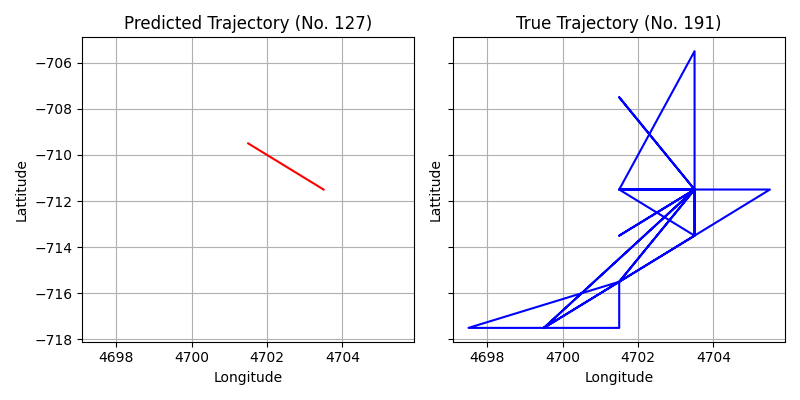 Predicted Trajectory (No. 127)
True Trajectory (No. 191)
Lattitude
−706
−708
−710
−712
−714
−716
−718
4698
4700
4702
4704
Longitude
Lattitude
4698
4700
4702
4704
Longitude